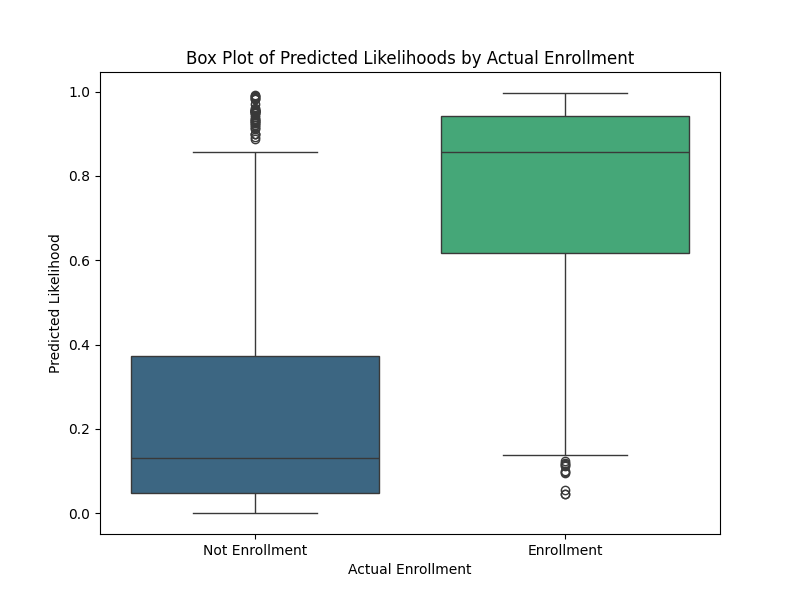 Box Plot of Predicted Likelihoods by Actual Enrollment
1.0
0.8
0.6
0.4
0.2
0.0
Predicted Likelihood
Not Enrollment
Enrollment
Actual Enrollment